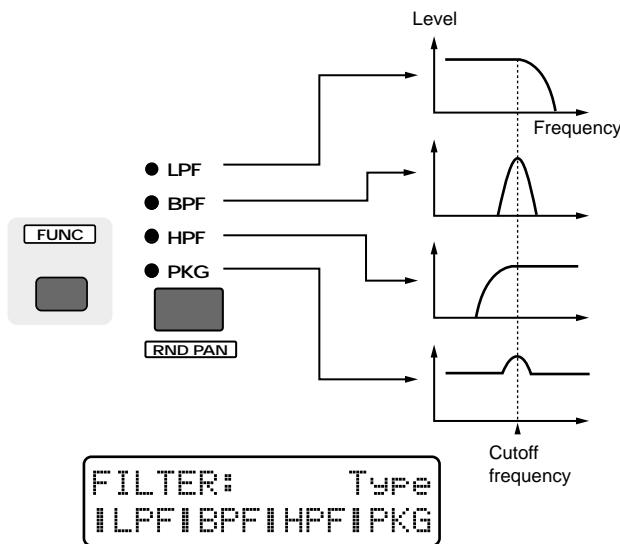 Level
Frequency
LPF
BPF
HPF
PKG
FUNC
RND PAN
Cutoff
frequency
FILTER: Type
LPF BPF HPF PKG